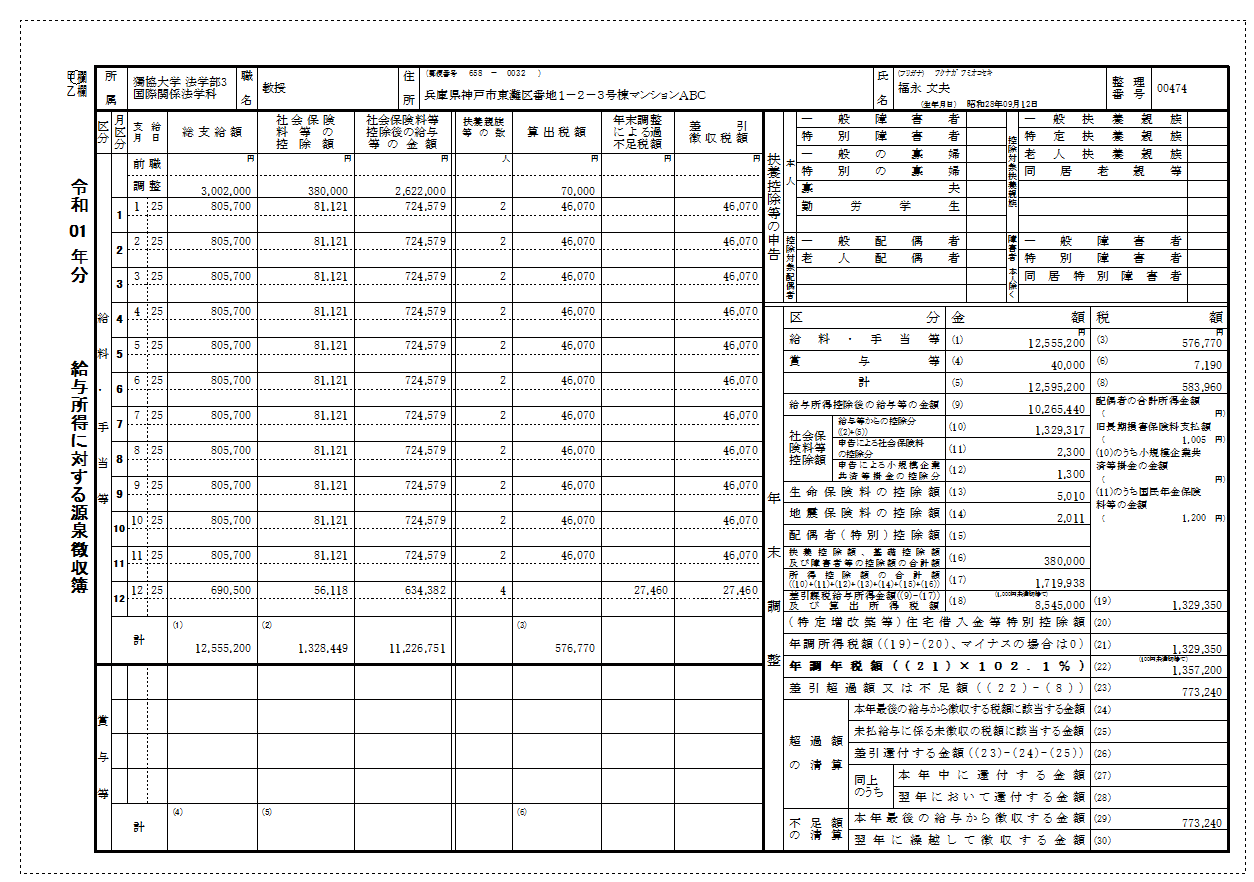 甲欄
乙欄
令和 01 年分 給与所得に対する源泉徴収簿
所属 獨協大学 法学部3
国際関係法学科
職名 教授
住所 (郵便番号 658 － 0032 )
兵庫県神戸市東灘区番地1－2－3号棟マンションABC
氏名 (フリガナ) フクナガ フミオコセキ
福永 文夫
(生年月日) 昭和28年09月12日
整理番号 00474
区分 月区分 支給月日 総支給額 社会保険料等の控除額 社会保険料等控除後の給与等の金額 扶養親族等の数 算出税額 年末調整による過不足税額 差引徴収税額
給料・手当等
前職 円 円 円 人 円 円 円
調整 3,002,000 380,000 2,622,000 70,000
1 1 25 805,700 81,121 724,579 2 46,070 46,070
2 2 25 805,700 81,121 724,579 2 46,070 46,070
3 3 25 805,700 81,121 724,579 2 46,070 46,070
4 4 25 805,700 81,121 724,579 2 46,070 46,070
5 5 25 805,700 81,121 724,579 2 46,070 46,070
6 6 25 805,700 81,121 724,579 2 46,070 46,070
7 7 25 805,700 81,121 724,579 2 46,070 46,070
8 8 25 805,700 81,121 724,579 2 46,070 46,070
9 9 25 805,700 81,121 724,579 2 46,070 46,070
10 10 25 805,700 81,121 724,579 2 46,070 46,070
11 11 25 805,700 81,121 724,579 2 46,070 46,070
12 12 25 690,500 56,118 634,382 4 27,460 27,460
計 (1) 12,555,200 (2) 1,328,449 11,226,751 (3) 576,770
賞与等
計 (4) (5) (6)
扶養控除等の申告
本人
一般障害者
特別障害者
一般の寡婦
特別の寡婦
寡夫
勤労学生
控除対象配偶者
一般配偶者
老人配偶者
控除対象扶養親族
一般扶養親族
特定扶養親族
老人扶養親族
同居老親等
障害者 本人除く
一般障害者
特別障害者
同居特別障害者
年末調整
区分 金額 税額
給料・手当等 (1) 円 12,555,200 (3) 円 576,770
賞与等 (4) 40,000 (6) 7,190
計 (5) 12,595,200 (8) 583,960
給与所得控除後の給与等の金額 (9) 10,265,440
社会保険料等控除額
給与等からの控除分((2)+(5)) (10) 1,329,317
申告による社会保険料の控除分 (11) 2,300
申告による小規模企業共済等掛金の控除分 (12) 1,300
生命保険料の控除額 (13) 5,010
地震保険料の控除額 (14) 2,011
配偶者(特別)控除額 (15)
扶養控除額、基礎控除額及び障害者等の控除額の合計額 (16) 380,000
所得控除額の合計額
((10)+(11)+(12)+(13)+(14)+(15)+(16)) (17) 1,719,938
配偶者の合計所得金額
( 円)
旧長期損害保険料支払額
( 1,005 円)
(10)のうち小規模企業共
済等掛金の金額
( 円)
(11)のうち国民年金保険
料等の金額
( 1,200 円)
差引課税給与所得金額((9)-(17))及び算出所得税額 (18) (1,000円未満切捨て) 8,545,000 (19) 1,329,350
(特定増改築等)住宅借入金等特別控除額 (20)
年調所得税額((19)-(20)、マイナスの場合は0) (21) 1,329,350
年調年税額((21)×102.1%) (22) (100円未満切捨て) 1,357,200
差引超過額又は不足額((22)-(8)) (23) 773,240
超過額の清算
本年最後の給与から徴収する税額に該当する金額 (24)
未払給与に係る未徴収の税額に該当する金額 (25)
差引還付する金額((23)-(24)-(25)) (26)
同上のうち
本年中に還付する金額 (27)
翌年において還付する金額 (28)
不足額の清算
本年最後の給与から徴収する金額 (29) 773,240
翌年に繰越して徴収する金額 (30)